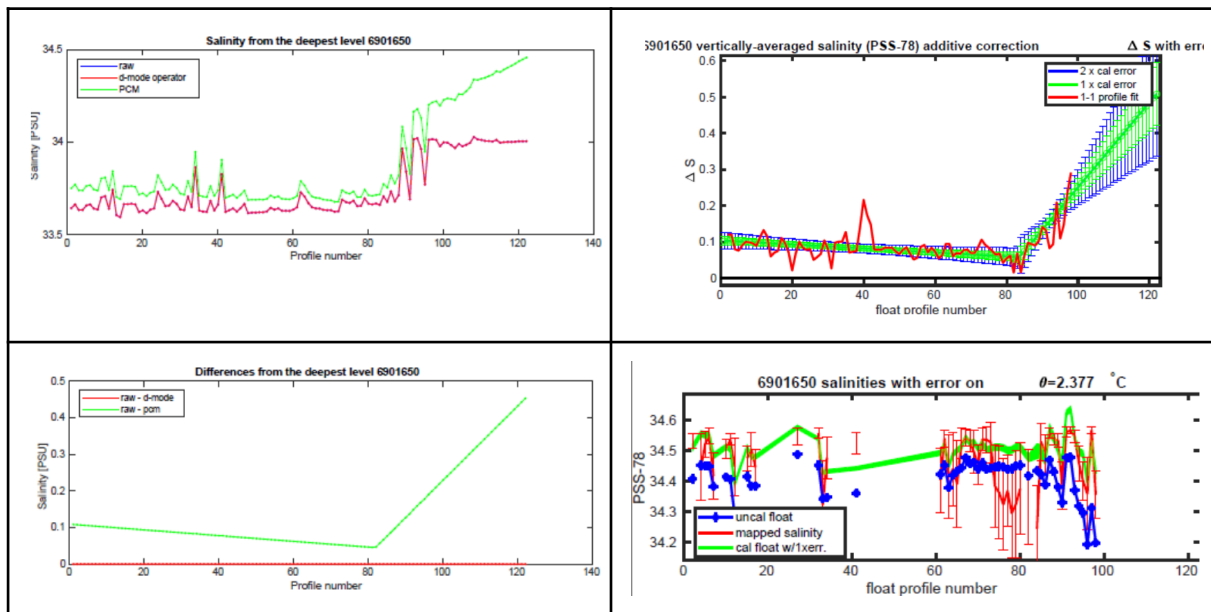 Salinity from the deepest level 6901650
34.5
34
33.5
Salinity [PSU]
raw
d-mode operator
PCM
0 20 40 60 80 100 120 140
Profile number
6901650 vertically-averaged salinity (PSS-78) additive correction Δ S with erro
0.6
0.5
0.4
0.3
0.2
0.1
0
Δ S
2 x cal error
1 x cal error
1-1 profile fit
0 20 40 60 80 100 120
float profile number
Differences from the deepest level 6901650
0.5
0.4
0.3
0.2
0.1
0
Salinity [PSU]
raw - d-mode
raw - pcm
0 20 40 60 80 100 120 140
Profile number
6901650 salinities with error on θ=2.377 °C
34.6
34.5
34.4
34.3
34.2
PSS-78
uncal float
mapped salinity
cal float w/1xerr.
0 20 40 60 80 100 120
float profile number